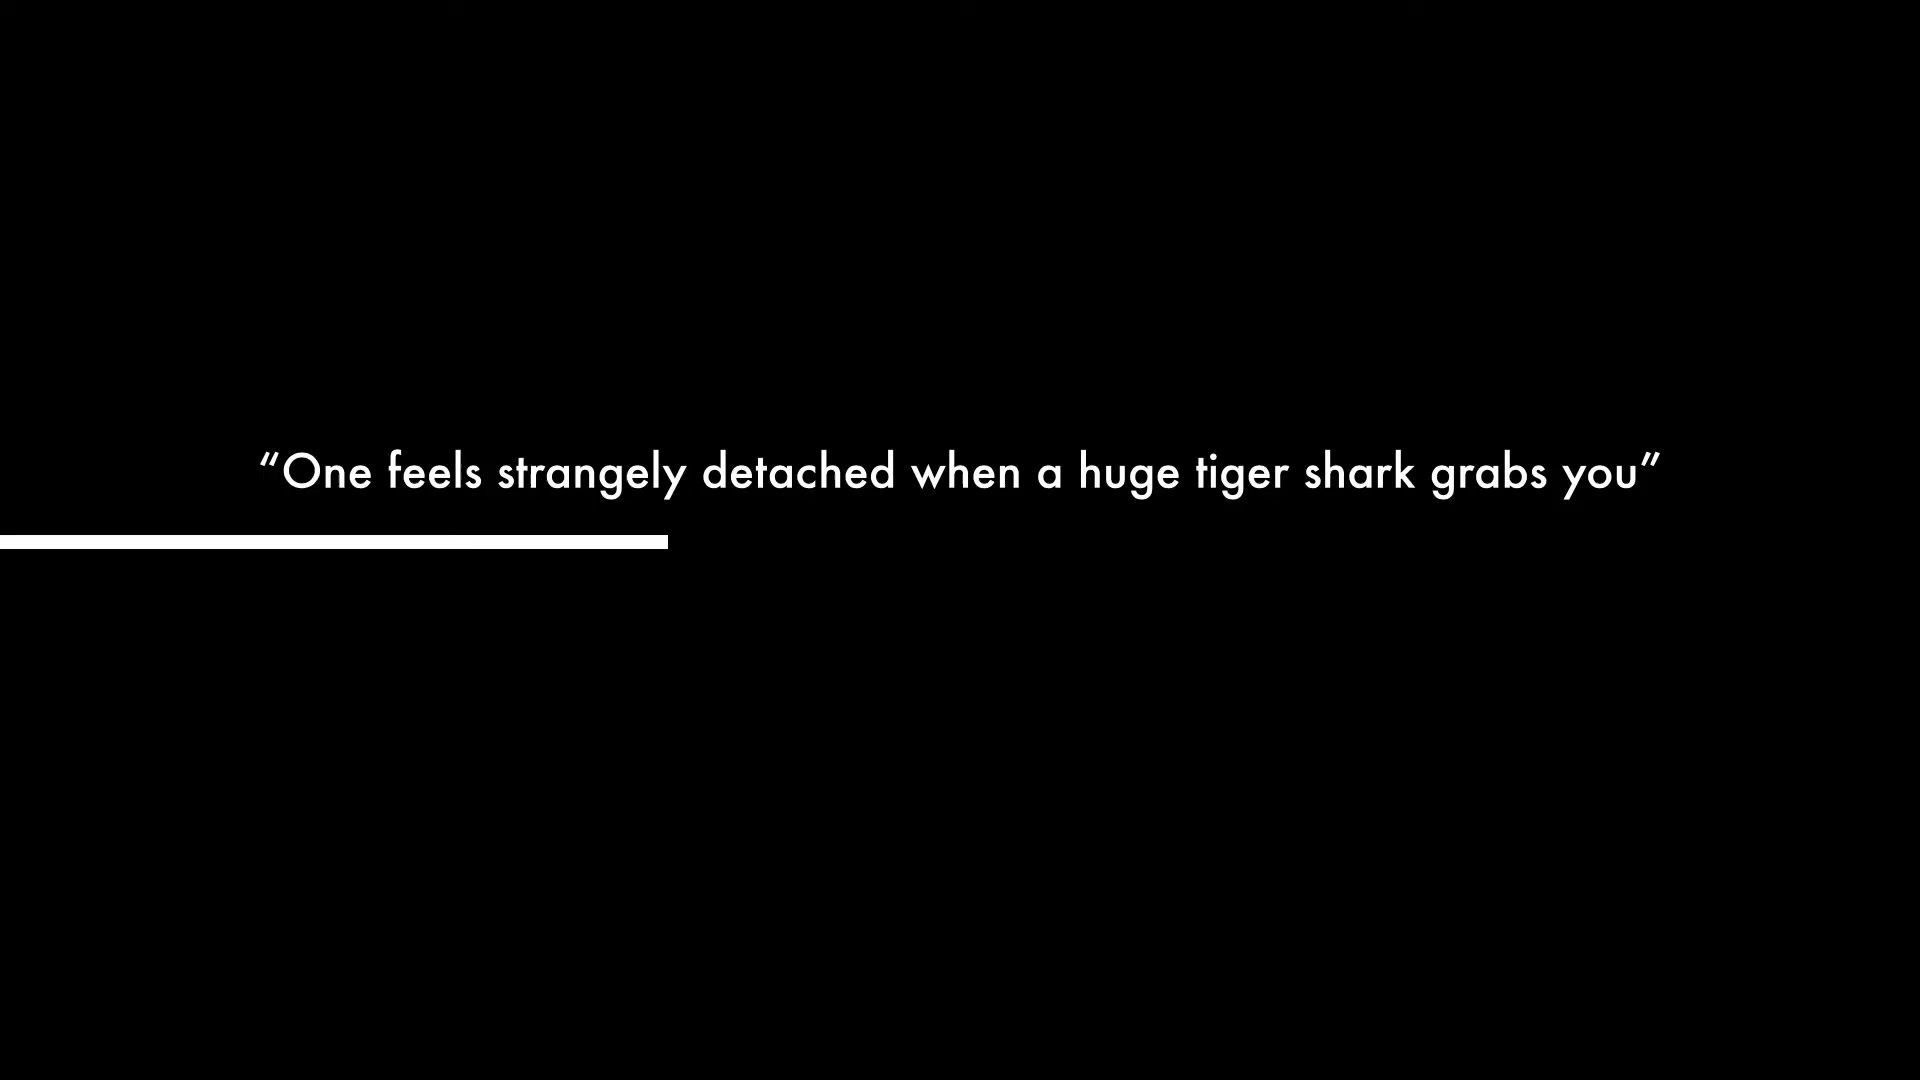 “One feels strangely detached when a huge tiger shark grabs you”